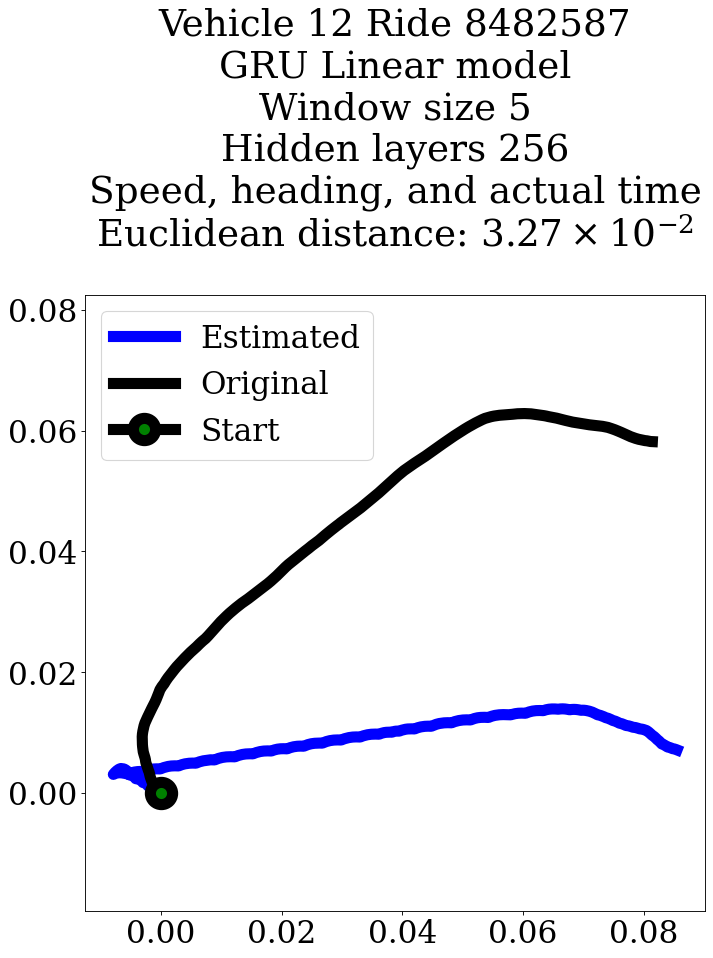 Vehicle 12 Ride 8482587
GRU Linear model
Window size 5
Hidden layers 256
Speed, heading, and actual time
Euclidean distance: 3.27 × 10⁻²
Estimated
Original
Start
0.08
0.06
0.04
0.02
0.00
0.00 0.02 0.04 0.06 0.08